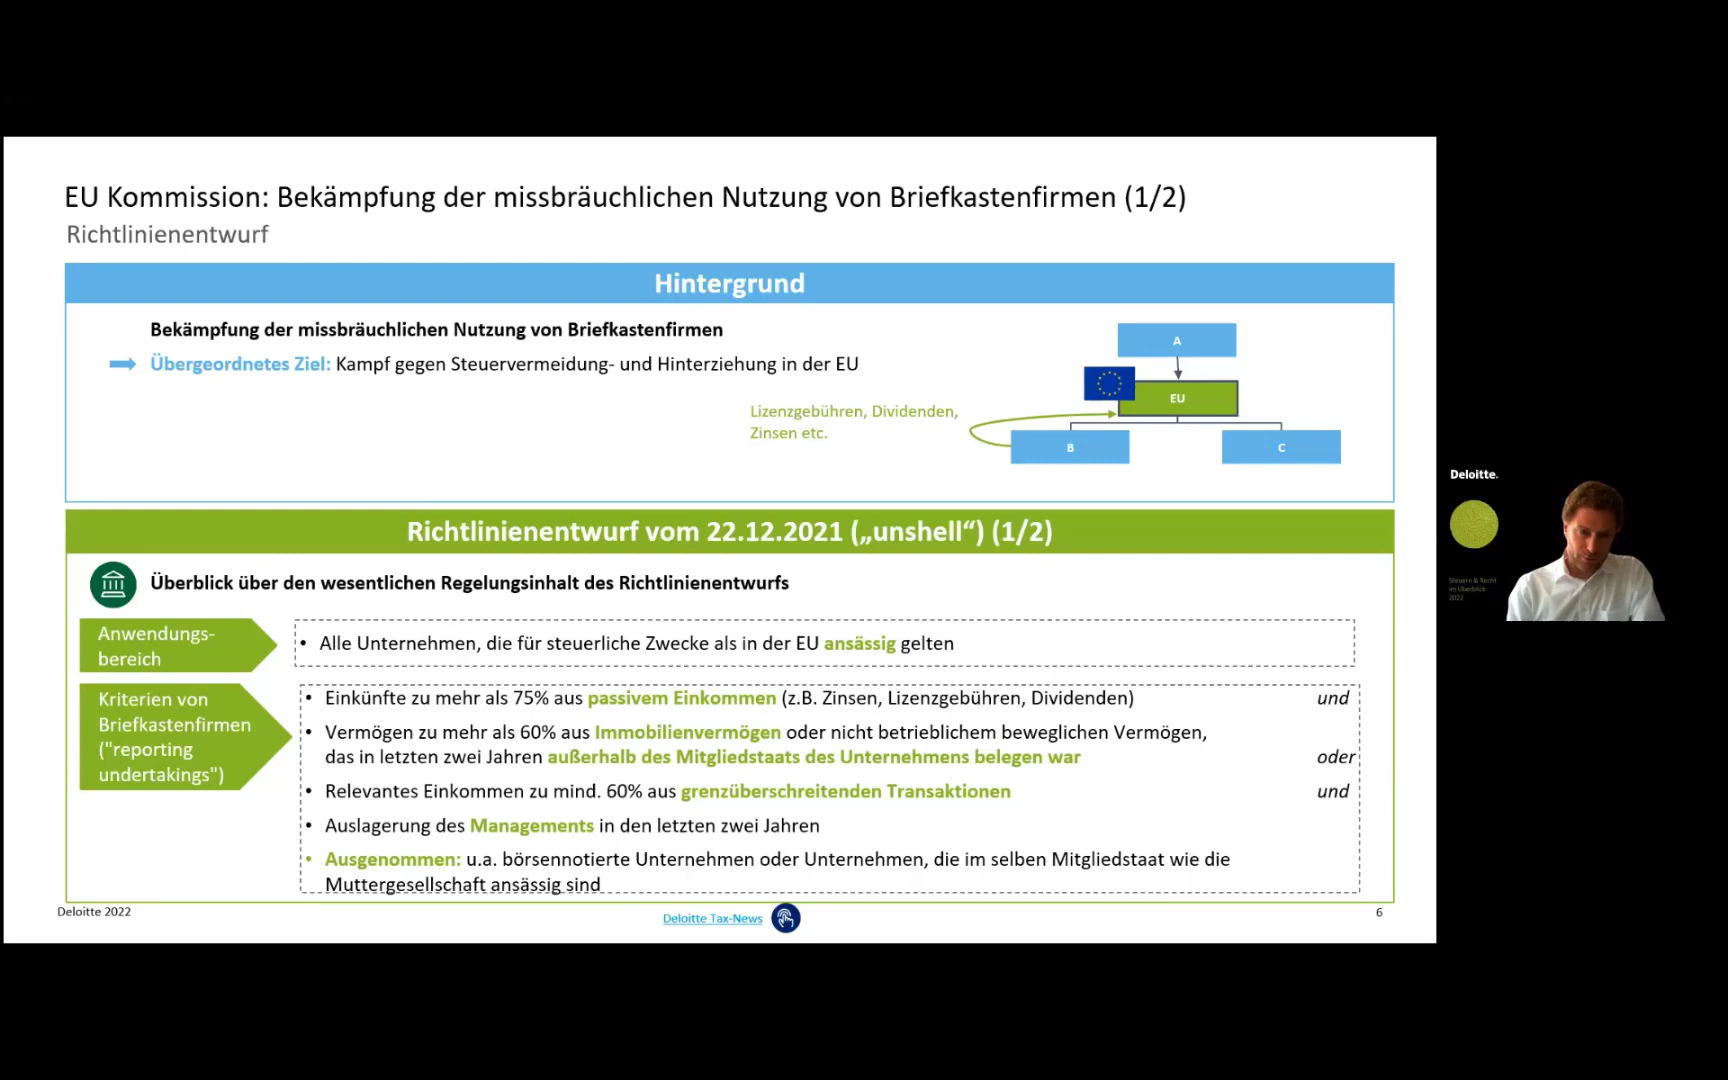 EU Kommission: Bekämpfung der missbräuchlichen Nutzung von Briefkastenfirmen (1/2)
Richtlinienentwurf
Hintergrund
Bekämpfung der missbräuchlichen Nutzung von Briefkastenfirmen
Übergeordnetes Ziel: Kampf gegen Steuervermeidung- und Hinterziehung in der EU
A
EU
Lizenzgebühren, Dividenden,
Zinsen etc.
B
C
Richtlinienentwurf vom 22.12.2021 („unshell“) (1/2)
Überblick über den wesentlichen Regelungsinhalt des Richtlinienentwurfs
Anwendungs-
bereich
• Alle Unternehmen, die für steuerliche Zwecke als in der EU ansässig gelten
Kriterien von
Briefkastenfirmen
("reporting
undertakings")
• Einkünfte zu mehr als 75% aus passivem Einkommen (z.B. Zinsen, Lizenzgebühren, Dividenden) und
• Vermögen zu mehr als 60% aus Immobilienvermögen oder nicht betrieblichem beweglichen Vermögen,
das in letzten zwei Jahren außerhalb des Mitgliedstaats des Unternehmens belegen war oder
• Relevantes Einkommen zu mind. 60% aus grenzüberschreitenden Transaktionen und
• Auslagerung des Managements in den letzten zwei Jahren
• Ausgenommen: u.a. börsennotierte Unternehmen oder Unternehmen, die im selben Mitgliedstaat wie die
Muttergesellschaft ansässig sind
Deloitte 2022
Deloitte Tax-News
6
Deloitte.
Steuern & Recht
im Überblick
2022